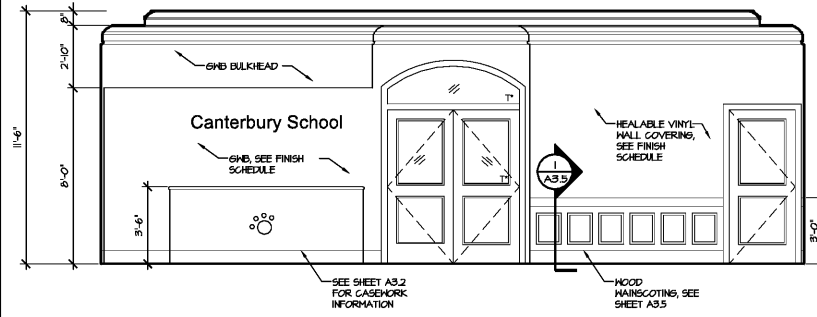 8"
2'-10"
11'-6"
8'-0"
3'-6"
GWB BULKHEAD
Canterbury School
GWB, SEE FINISH
SCHEDULE
T*
T*
HEALABLE VINYL
WALL COVERING,
SEE FINISH
SCHEDULE
1
A3.5
3'-0"
SEE SHEET A3.2
FOR CASEWORK
INFORMATION
WOOD
WAINSCOTING, SEE
SHEET A3.5